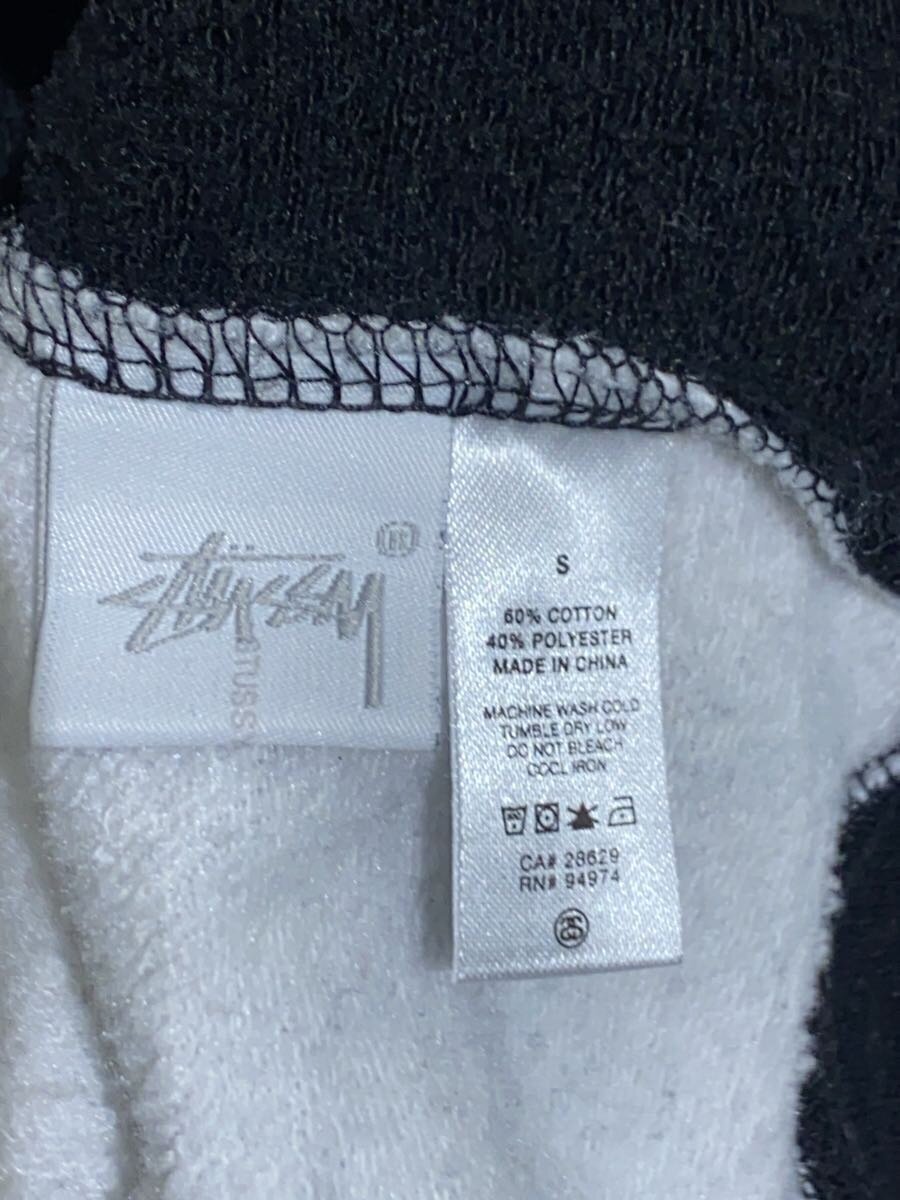 Stüssy
®
STUSSY
S
60% COTTON
40% POLYESTER
MADE IN CHINA
MACHINE WASH COLD
TUMBLE DRY LOW
DO NOT BLEACH
COOL IRON
CA# 28629
RN# 94974